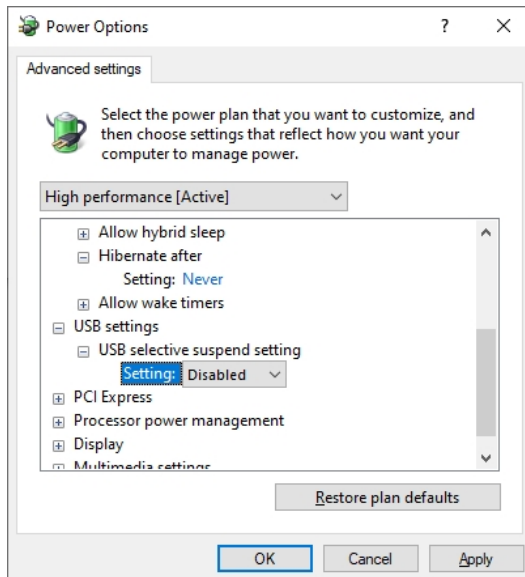 Power Options
?
Advanced settings
Select the power plan that you want to customize, and
then choose settings that reflect how you want your
computer to manage power.
High performance [Active]
Allow hybrid sleep
Hibernate after
Setting: Never
Allow wake timers
USB settings
USB selective suspend setting
Setting: Disabled
PCI Express
Processor power management
Display
Multimedia settings
Restore plan defaults
OK Cancel Apply